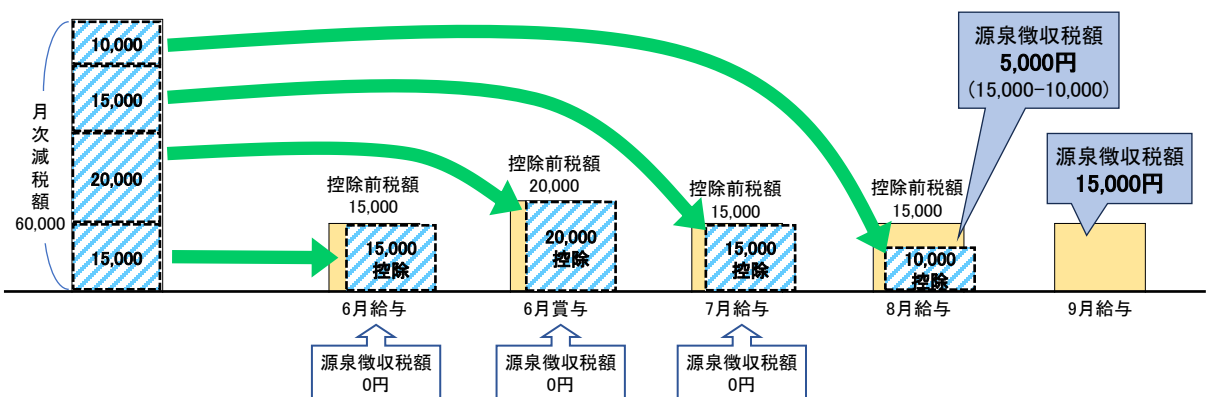 月次減税額
60,000
10,000
15,000
20,000
15,000
控除前税額
15,000
15,000
控除
6月給与
源泉徴収税額
0円
控除前税額
20,000
20,000
控除
6月賞与
源泉徴収税額
0円
控除前税額
15,000
15,000
控除
7月給与
源泉徴収税額
0円
源泉徴収税額
5,000円
(15,000-10,000)
控除前税額
15,000
10,000
控除
8月給与
源泉徴収税額
15,000円
9月給与